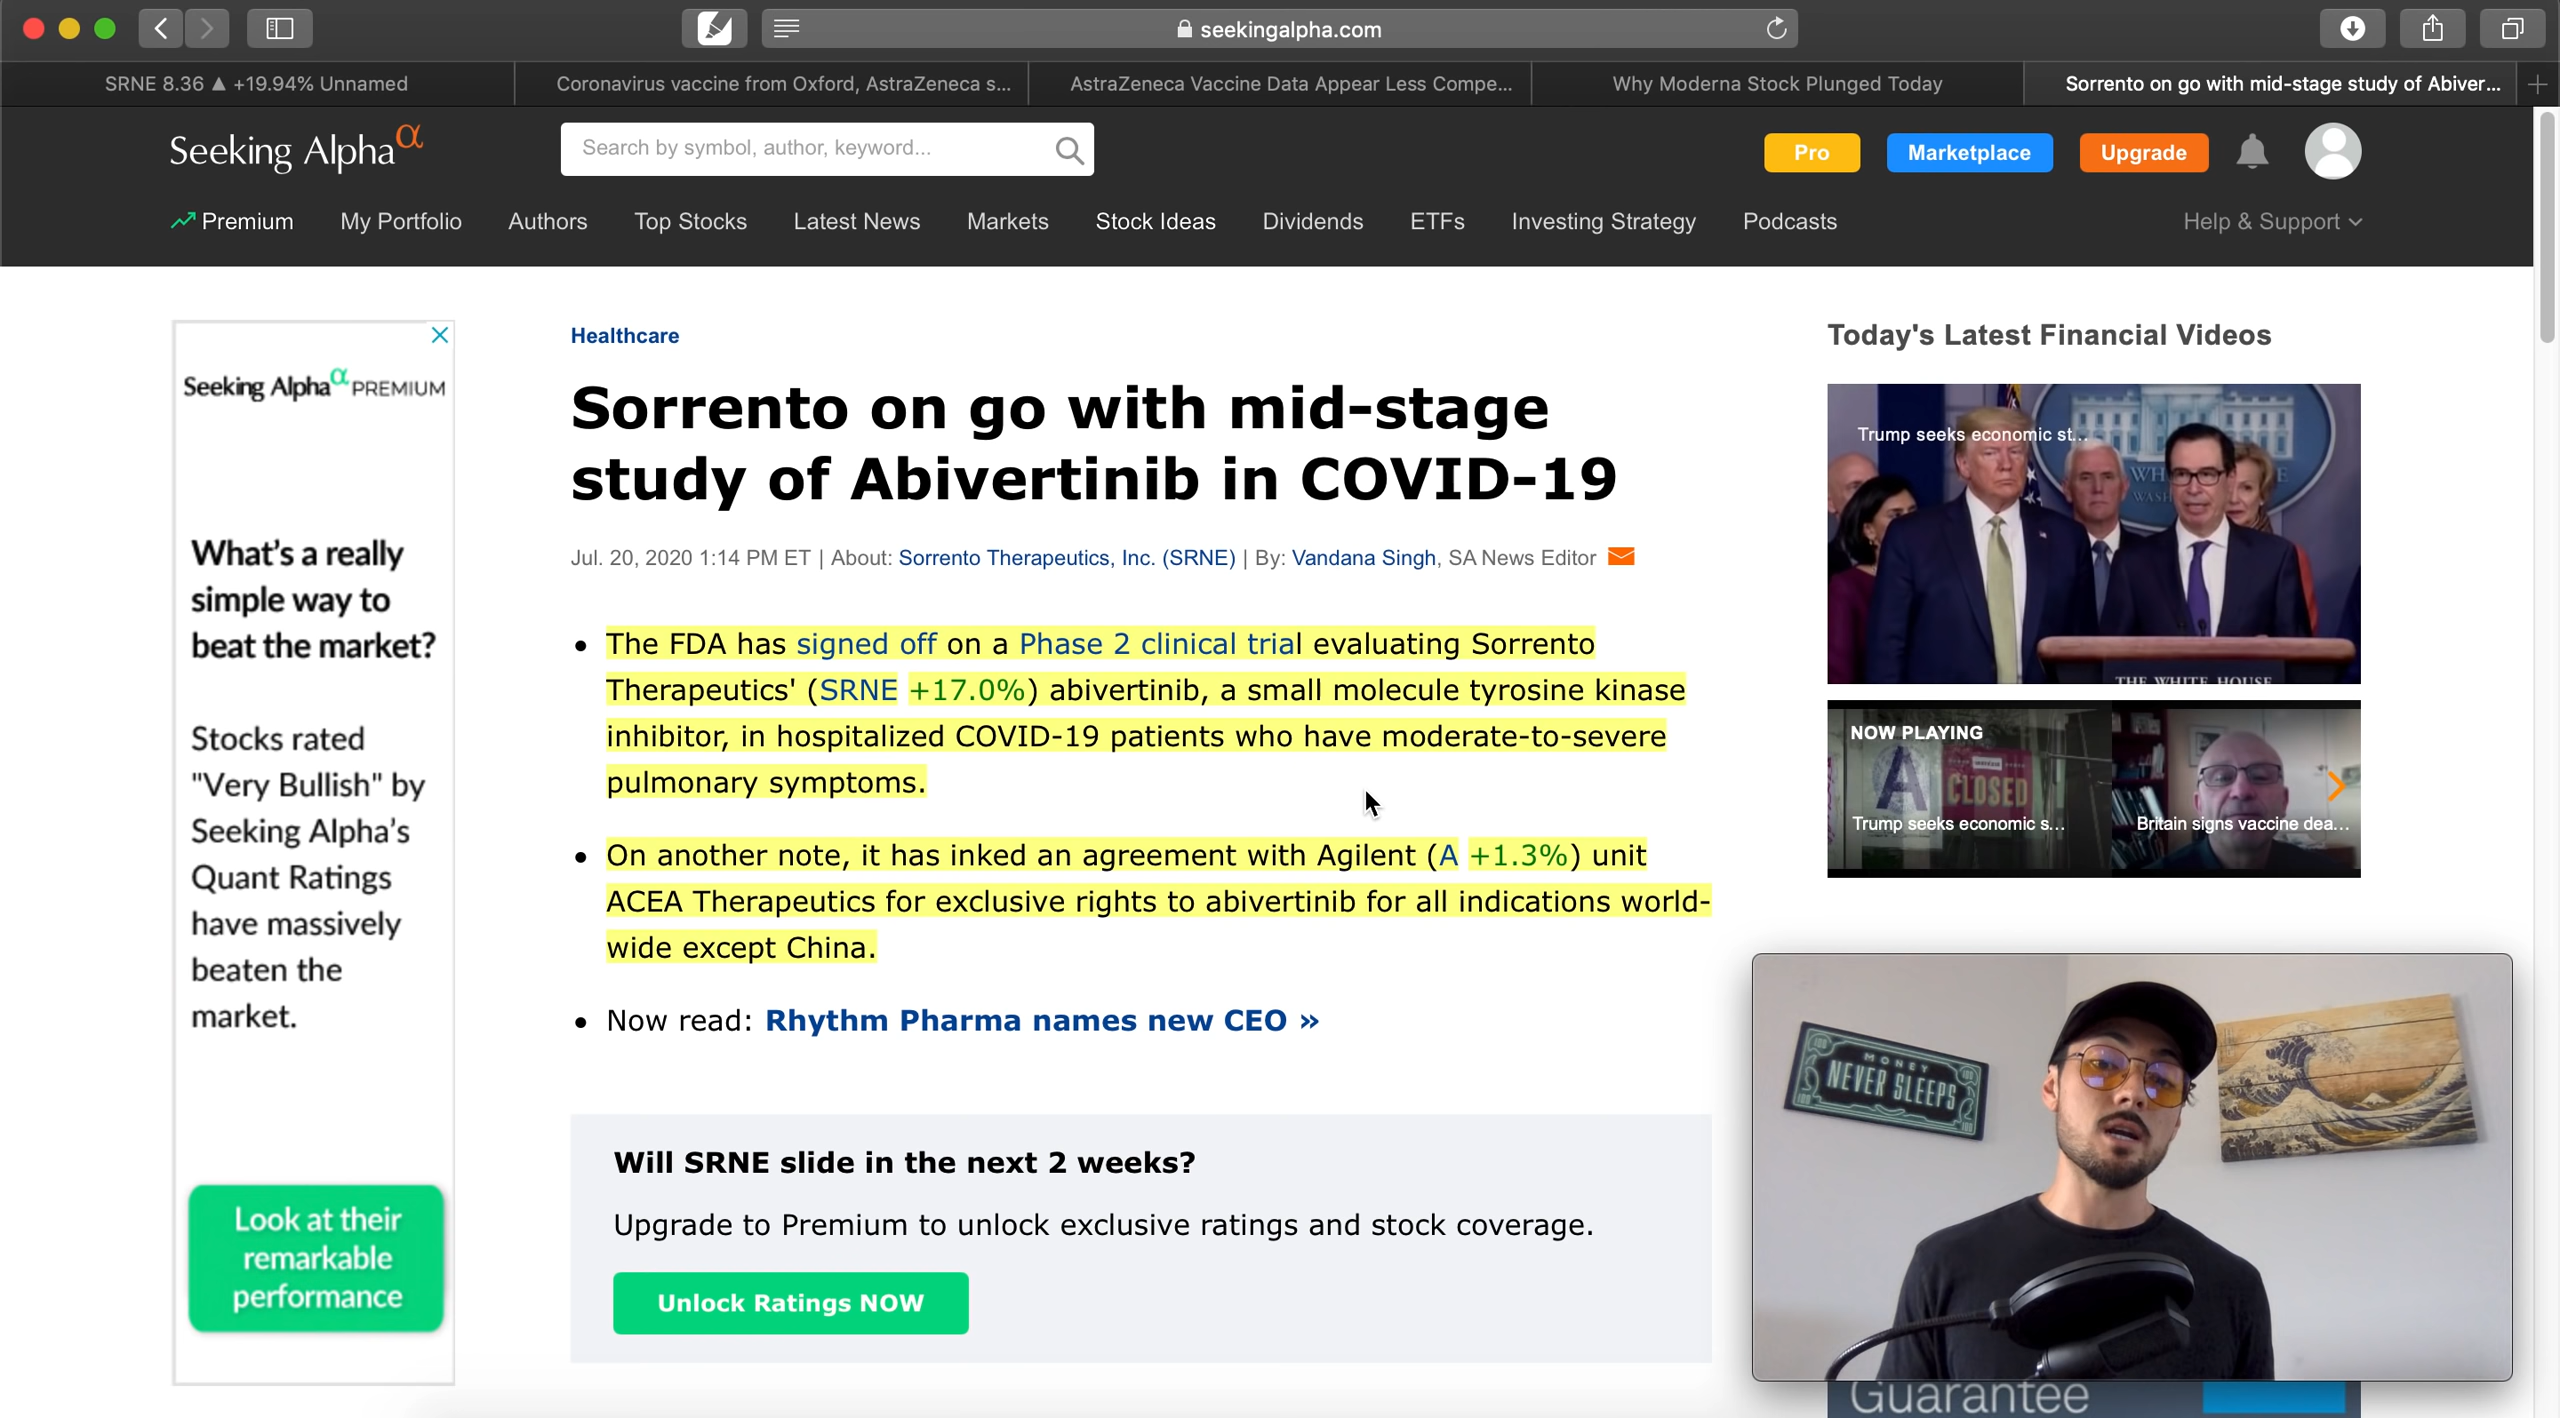 seekingalpha.com
SRNE 8.36 ▲ +19.94% Unnamed
Coronavirus vaccine from Oxford, AstraZeneca s...
AstraZeneca Vaccine Data Appear Less Compe...
Why Moderna Stock Plunged Today
Sorrento on go with mid-stage study of Abiver...
Seeking Alpha α
Search by symbol, author, keyword...
Pro
Marketplace
Upgrade
Premium
My Portfolio
Authors
Top Stocks
Latest News
Markets
Stock Ideas
Dividends
ETFs
Investing Strategy
Podcasts
Help & Support
Seeking Alpha α PREMIUM
What's a really
simple way to
beat the market?
Stocks rated
"Very Bullish" by
Seeking Alpha's
Quant Ratings
have massively
beaten the
market.
Look at their
remarkable
performance
Healthcare
Sorrento on go with mid-stage
study of Abivertinib in COVID-19
Jul. 20, 2020 1:14 PM ET | About: Sorrento Therapeutics, Inc. (SRNE) | By: Vandana Singh, SA News Editor
• The FDA has signed off on a Phase 2 clinical trial evaluating Sorrento
Therapeutics' (SRNE +17.0%) abivertinib, a small molecule tyrosine kinase
inhibitor, in hospitalized COVID-19 patients who have moderate-to-severe
pulmonary symptoms.
• On another note, it has inked an agreement with Agilent (A +1.3%) unit
ACEA Therapeutics for exclusive rights to abivertinib for all indications world-
wide except China.
• Now read: Rhythm Pharma names new CEO »
Will SRNE slide in the next 2 weeks?
Upgrade to Premium to unlock exclusive ratings and stock coverage.
Unlock Ratings NOW
Today's Latest Financial Videos
Trump seeks economic st...
THE WHITE HOUSE
NOW PLAYING
A
CLOSED
Trump seeks economic s...
Britain signs vaccine dea...
MONEY
NEVER SLEEPS
Guarantee